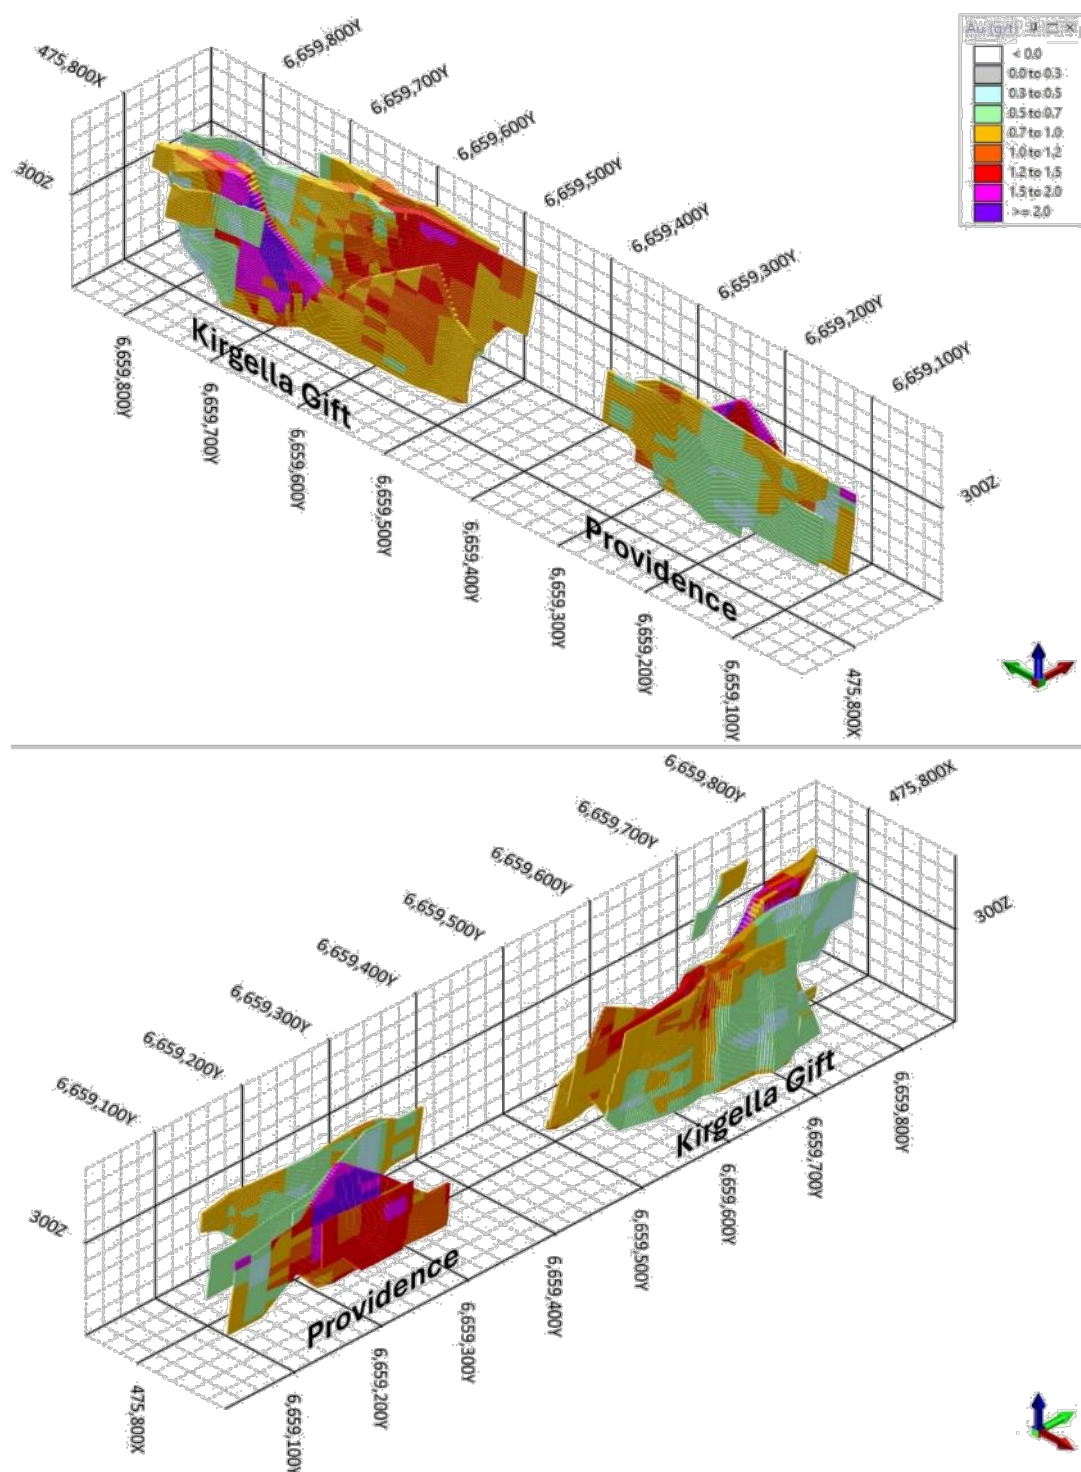 6,659,800Y
475,800X
6,659,700Y
6,659,600Y
300Z
6,659,500Y
6,659,400Y
6,659,300Y
6,659,200Y
6,659,100Y
300Z
6,659,800Y
6,659,700Y
6,659,600Y
6,659,500Y
6,659,400Y
6,659,300Y
6,659,200Y
6,659,100Y
475,800X
Kirgella Gift
Providence
Au (g/t)
< 0.0
0.0 to 0.3
0.3 to 0.5
0.5 to 0.7
0.7 to 1.0
1.0 to 1.2
1.2 to 1.5
1.5 to 2.0
>= 2.0
6,659,800Y
475,800X
6,659,700Y
6,659,600Y
6,659,500Y
6,659,400Y
6,659,300Y
6,659,200Y
6,659,100Y
300Z
300Z
Kirgella Gift
Providence
6,659,800Y
6,659,700Y
6,659,600Y
6,659,500Y
6,659,400Y
6,659,300Y
6,659,200Y
6,659,100Y
475,800X